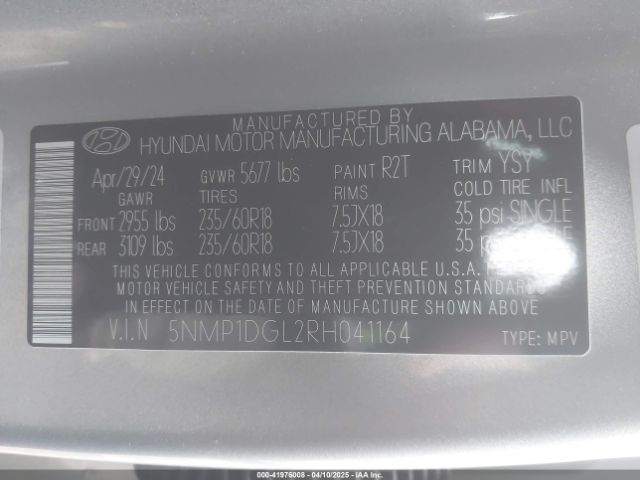 MANUFACTURED BY
HYUNDAI MOTOR MANUFACTURING ALABAMA, LLC
Apr/29/24 GVWR 5677 lbs PAINT R2T TRIM YSY
GAWR TIRES RIMS COLD TIRE INFL
FRONT 2955 lbs 235/60R18 7.5JX18 35 psi SINGLE
REAR 3109 lbs 235/60R18 7.5JX18 35
THIS VEHICLE CONFORMS TO ALL APPLICABLE U.S.A.
MOTOR VEHICLE SAFETY AND THEFT PREVENTION STANDARDS
IN EFFECT ON THE DATE OF MANUFACTURE SHOWN ABOVE.
V.I.N 5NMP1DGL2RH041164 TYPE: MPV
000-41976008 - 04/10/2025 - IAA Inc.